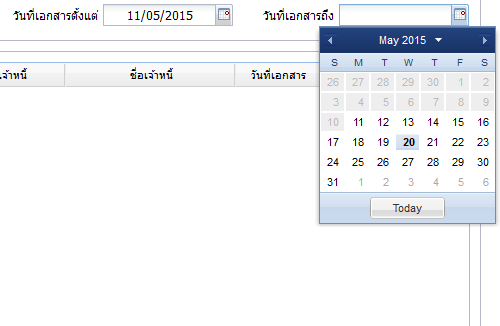 วันที่เอกสารตั้งแต่ 11/05/2015 วันที่เอกสารถึง
May 2015
S M T W T F S
26 27 28 29 30 1 2
3 4 5 6 7 8 9
10 11 12 13 14 15 16
17 18 19 20 21 22 23
24 25 26 27 28 29 30
31 1 2 3 4 5 6
Today
เจ้าหนี้ ชื่อเจ้าหนี้ วันที่เอกสาร